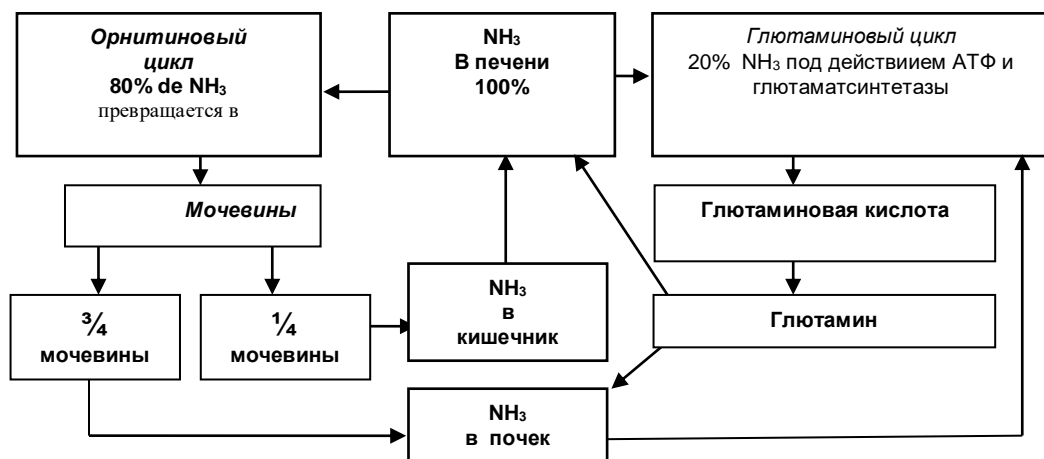 Орнитиновый
цикл
80% de NH₃
превращается в
NH₃
В печени
100%
Глютаминовый цикл
20% NH₃ под действиием АТФ и
глютаматсинтетазы
Мочевины
Глютаминовая кислота
¾
мочевины
¼
мочевины
NH₃
в
кишечник
Глютамин
NH₃
в почек